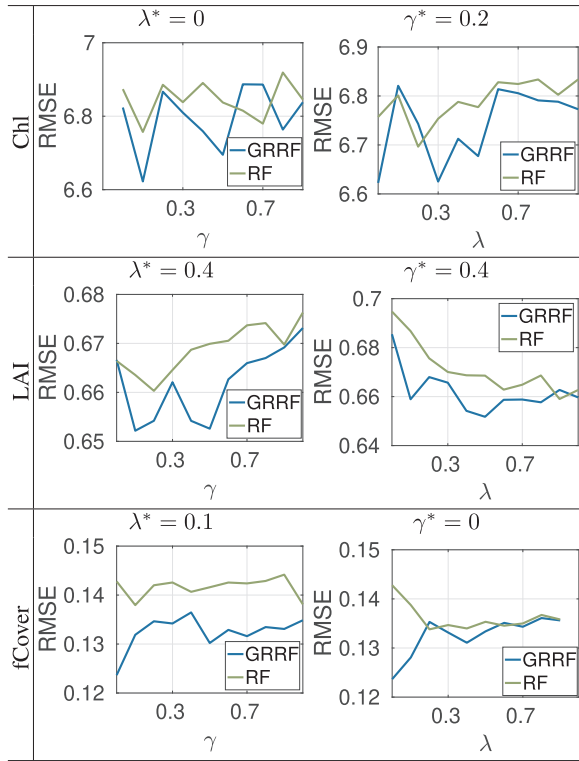 λ* = 0
γ* = 0.2
Chl
RMSE
7
6.8
6.6
0.3
0.7
γ
GRRF
RF
RMSE
6.9
6.8
6.7
6.6
0.3
0.7
λ
GRRF
RF
λ* = 0.4
γ* = 0.4
LAI
RMSE
0.68
0.67
0.66
0.65
0.3
0.7
γ
GRRF
RF
RMSE
0.7
0.68
0.66
0.64
0.3
0.7
λ
GRRF
RF
λ* = 0.1
γ* = 0
fCover
RMSE
0.15
0.14
0.13
0.12
0.3
0.7
γ
GRRF
RF
RMSE
0.15
0.14
0.13
0.12
0.3
0.7
λ
GRRF
RF